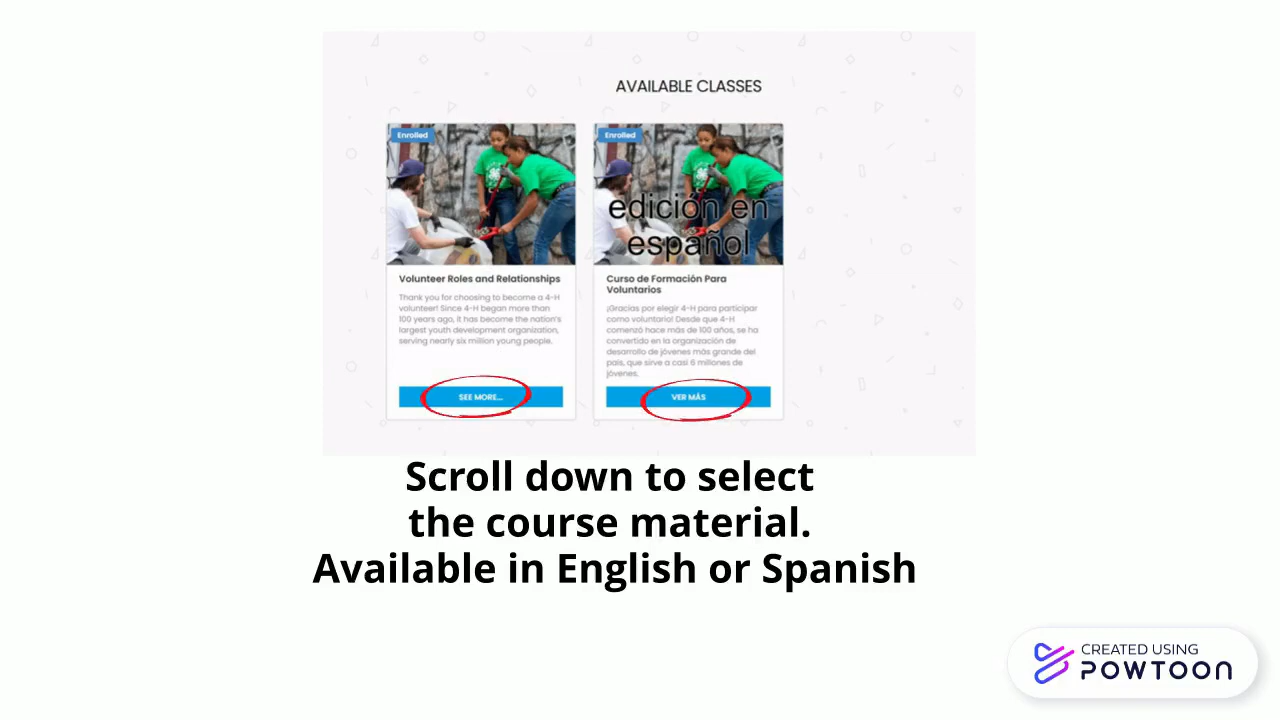 AVAILABLE CLASSES
Enrolled
Volunteer Roles and Relationships
Thank you for choosing to become a 4-H
volunteer! Since 4-H began more than
100 years ago, it has become the nation's
largest youth development organization,
serving nearly six million young people.
SEE MORE...
Enrolled
edición en
español
Curso de Formación Para
Voluntarios
¡Gracias por elegir 4-H para participar
como voluntario! Desde que 4-H
comenzó hace más de 100 años, se ha
convertido en la organización de
desarrollo de jóvenes más grande del
país, que sirve a casi 6 millones de
jóvenes.
VER MÁS
Scroll down to select
the course material.
Available in English or Spanish
CREATED USING
POWTOON